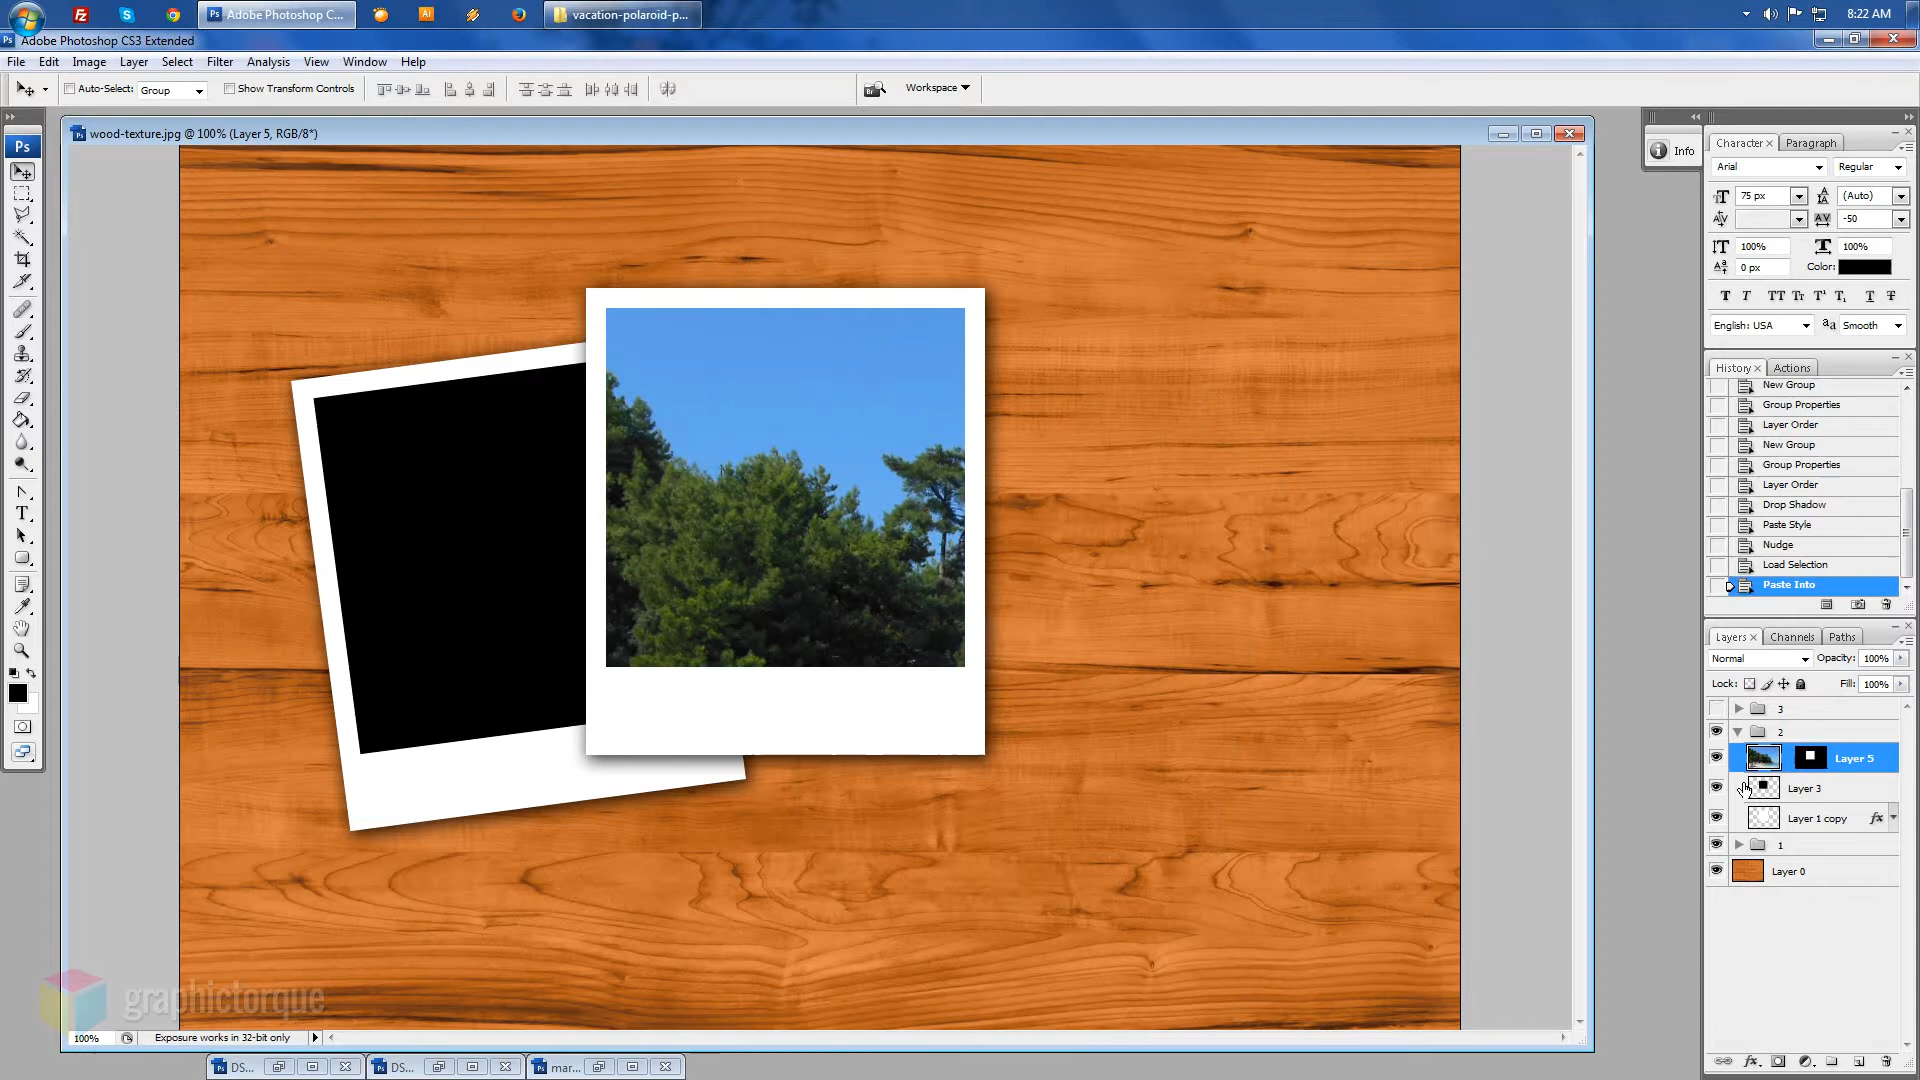 Adobe Photoshop C...
Ai
vacation-polaroid-p...
8:22 AM
Ps Adobe Photoshop CS3 Extended
File Edit Image Layer Select Filter Analysis View Window Help
Auto-Select: Group Show Transform Controls Workspace
wood-texture.jpg @ 100% (Layer 5, RGB/8*)
Ps
Info
Character Paragraph
Arial Regular
75 px (Auto)
-50
100% 100%
0 px Color:
English: USA aa Smooth
History Actions
New Group
Group Properties
Layer Order
New Group
Group Properties
Layer Order
Drop Shadow
Paste Style
Nudge
Load Selection
Paste Into
Layers Channels Paths
Normal Opacity: 100%
Lock: Fill: 100%
3
2
Layer 5
Layer 3
Layer 1 copy fx
1
Layer 0
graphictorque
100% Exposure works in 32-bit only
DS... DS... mar...